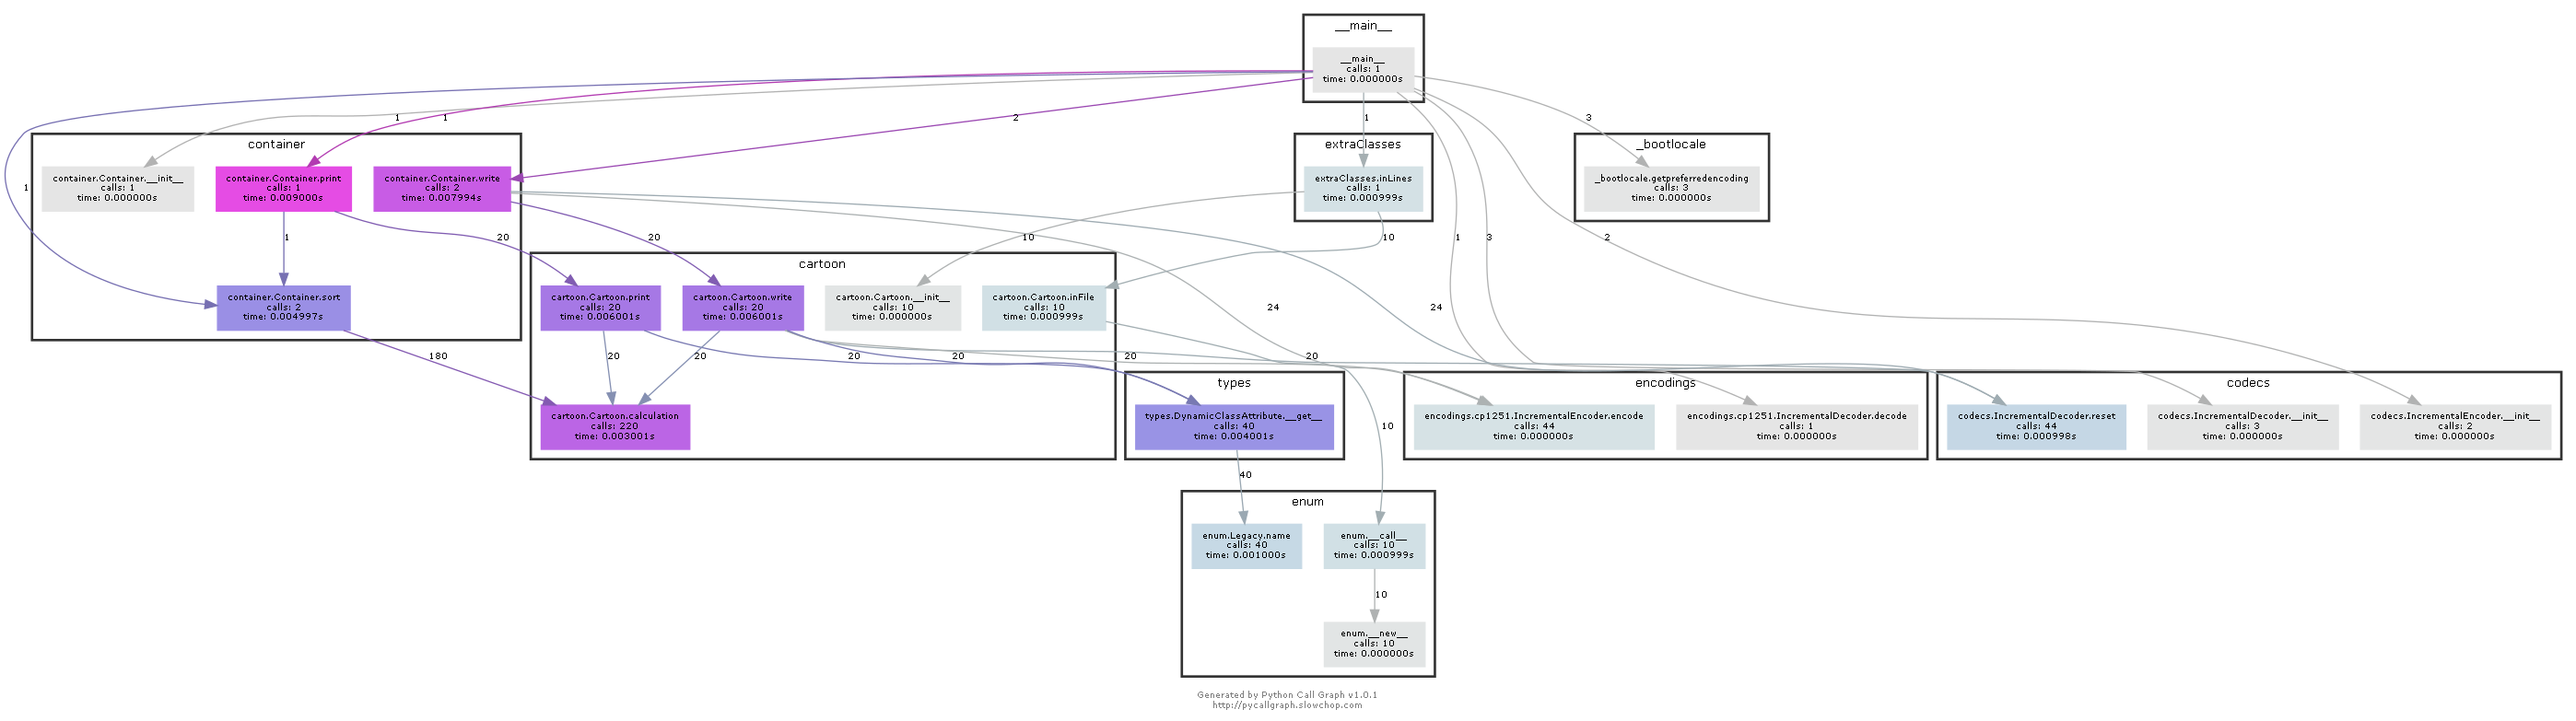 __main__
__main__
calls: 1
time: 0.000000s
1
1
2
1
3
container
container.Container.__init__
calls: 1
time: 0.000000s
container.Container.print
calls: 1
time: 0.009000s
container.Container.write
calls: 2
time: 0.007994s
extraClasses
extraClasses.inLines
calls: 1
time: 0.000999s
_bootlocale
_bootlocale.getpreferredencoding
calls: 3
time: 0.000000s
1
1
20
20
10
10
1
3
2
container.Container.sort
calls: 2
time: 0.004997s
cartoon
cartoon.Cartoon.print
calls: 20
time: 0.006001s
cartoon.Cartoon.write
calls: 20
time: 0.006001s
cartoon.Cartoon.__init__
calls: 10
time: 0.000000s
cartoon.Cartoon.inFile
calls: 10
time: 0.000999s
24
24
180
20
20
20
20
20
20
cartoon.Cartoon.calculation
calls: 220
time: 0.003001s
types
types.DynamicClassAttribute.__get__
calls: 40
time: 0.004001s
encodings
encodings.cp1251.IncrementalEncoder.encode
calls: 44
time: 0.000000s
encodings.cp1251.IncrementalDecoder.decode
calls: 1
time: 0.000000s
codecs
codecs.IncrementalDecoder.reset
calls: 44
time: 0.000998s
codecs.IncrementalDecoder.__init__
calls: 3
time: 0.000000s
codecs.IncrementalEncoder.__init__
calls: 2
time: 0.000000s
10
40
enum
enum.Legacy.name
calls: 40
time: 0.001000s
enum.__call__
calls: 10
time: 0.000999s
10
enum.__new__
calls: 10
time: 0.000000s
Generated by Python Call Graph v1.0.1
http://pycallgraph.slowchop.com